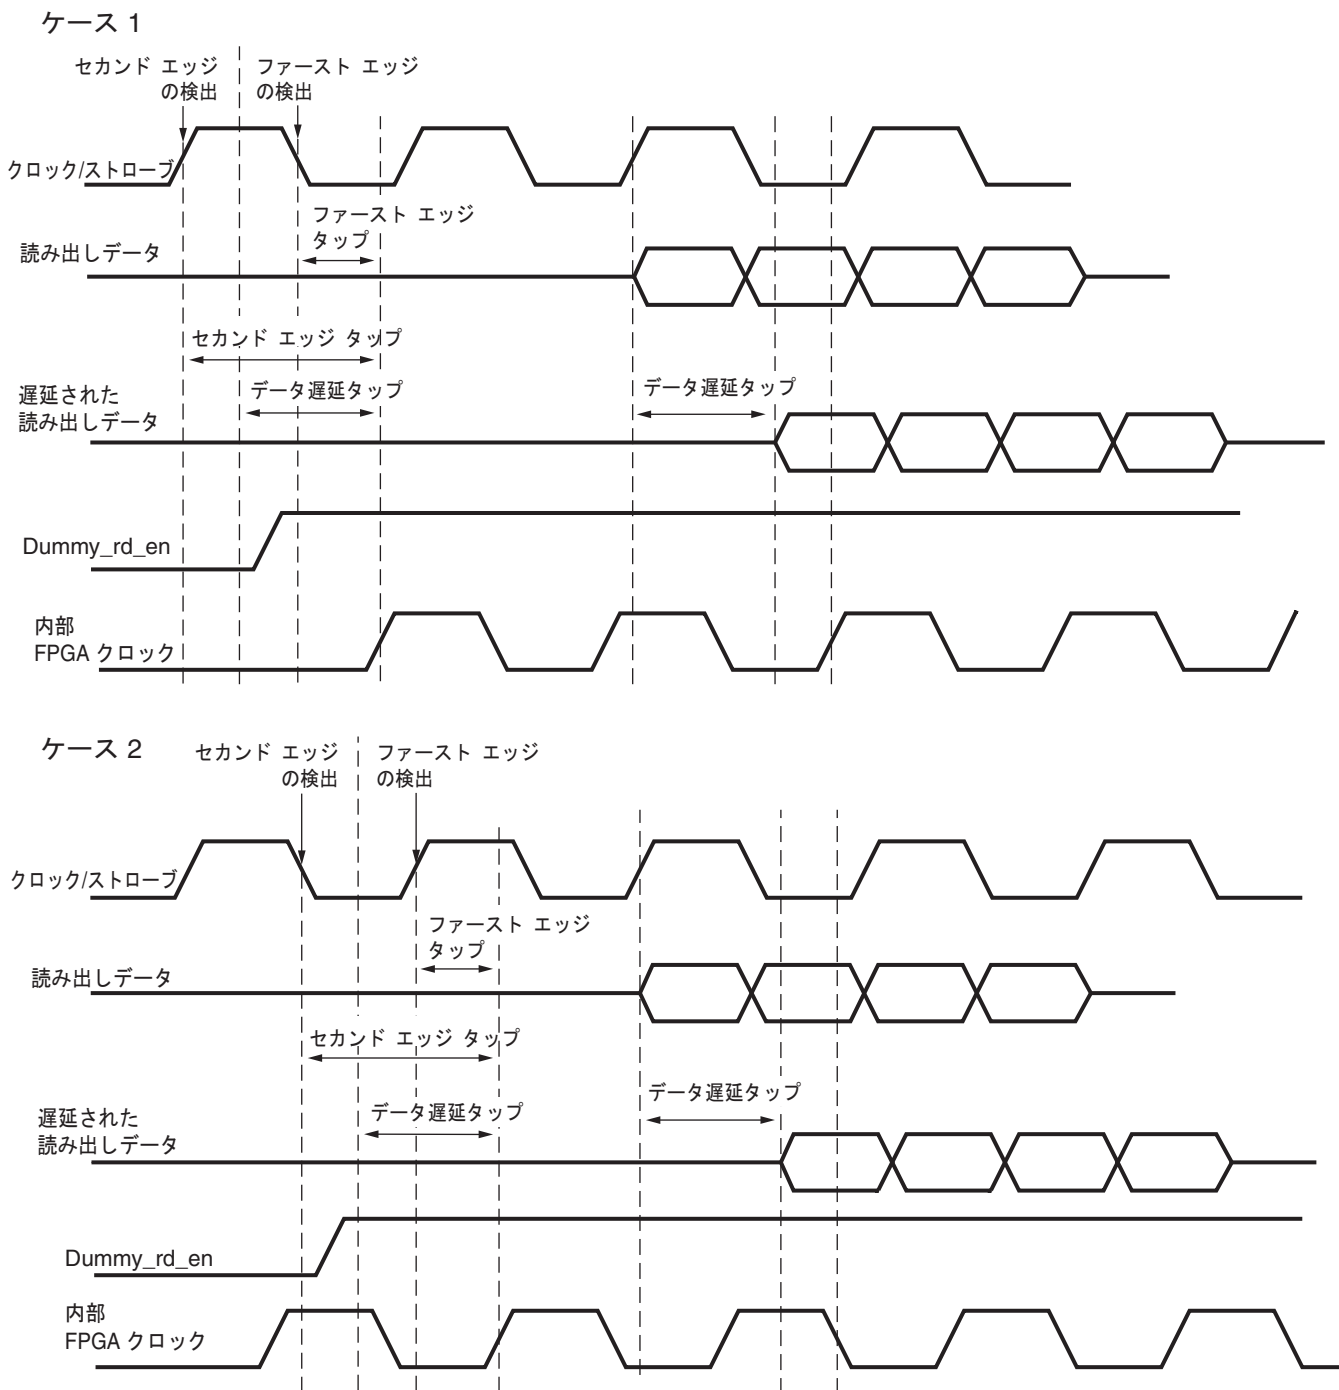 ケース 1
セカンド エッジ
の検出
ファースト エッジ
の検出
クロック/ストローブ
ファースト エッジ
タップ
読み出しデータ
セカンド エッジ タップ
データ遅延タップ
データ遅延タップ
遅延された
読み出しデータ
Dummy_rd_en
内部
FPGA クロック
ケース 2
セカンド エッジ
の検出
ファースト エッジ
の検出
クロック/ストローブ
ファースト エッジ
タップ
読み出しデータ
セカンド エッジ タップ
データ遅延タップ
データ遅延タップ
遅延された
読み出しデータ
Dummy_rd_en
内部
FPGA クロック